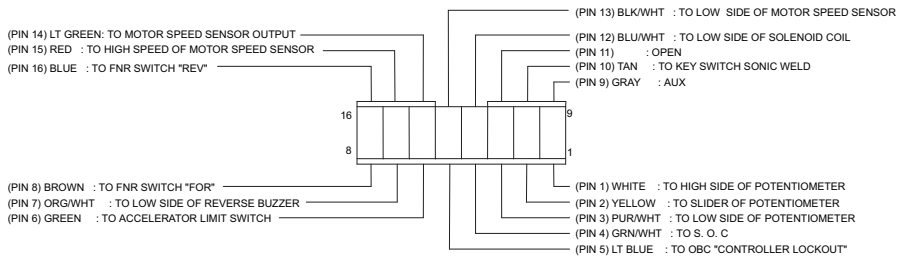 (PIN 14) LT GREEN: TO MOTOR SPEED SENSOR OUTPUT
(PIN 15) RED : TO HIGH SPEED OF MOTOR SPEED SENSOR
(PIN 16) BLUE : TO FNR SWITCH "REV"
(PIN 13) BLK/WHT : TO LOW SIDE OF MOTOR SPEED SENSOR
(PIN 12) BLU/WHT : TO LOW SIDE OF SOLENOID COIL
(PIN 11) : OPEN
(PIN 10) TAN : TO KEY SWITCH SONIC WELD
(PIN 9) GRAY : AUX
16
9
8
1
(PIN 8) BROWN : TO FNR SWITCH "FOR"
(PIN 7) ORG/WHT : TO LOW SIDE OF REVERSE BUZZER
(PIN 6) GREEN : TO ACCELERATOR LIMIT SWITCH
(PIN 1) WHITE : TO HIGH SIDE OF POTENTIOMETER
(PIN 2) YELLOW : TO SLIDER OF POTENTIOMETER
(PIN 3) PUR/WHT : TO LOW SIDE OF POTENTIOMETER
(PIN 4) GRN/WHT : TO S. O. C
(PIN 5) LT BLUE : TO OBC "CONTROLLER LOCKOUT"